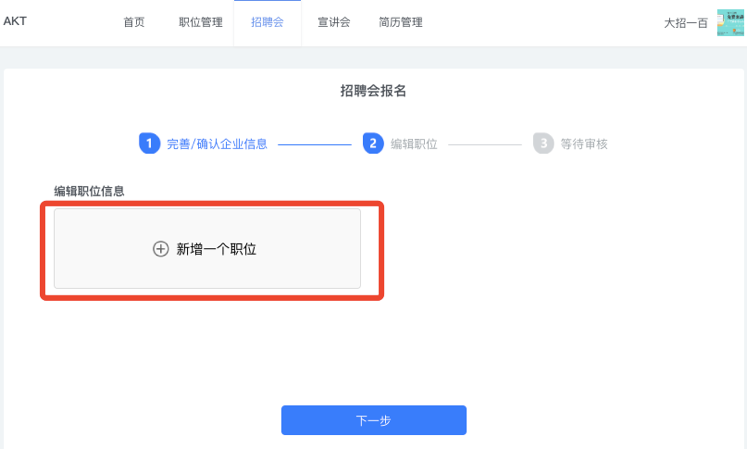 AKT 首页 职位管理 招聘会 宣讲会 简历管理 大招一百
招聘会报名
1 完善/确认企业信息 2 编辑职位 3 等待审核
编辑职位信息
新增一个职位
下一步